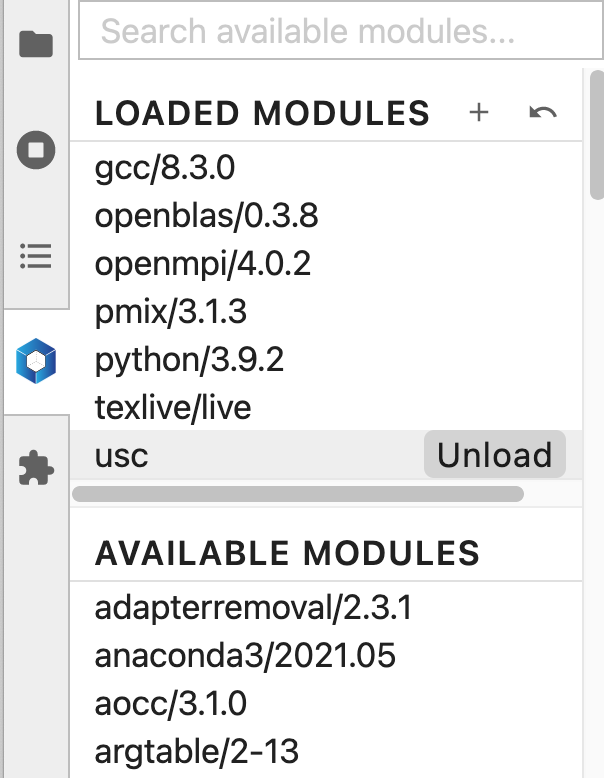 Search available modules...
LOADED MODULES
gcc/8.3.0
openblas/0.3.8
openmpi/4.0.2
pmix/3.1.3
python/3.9.2
texlive/live
usc Unload
AVAILABLE MODULES
adapterremoval/2.3.1
anaconda3/2021.05
aocc/3.1.0
argtable/2-13